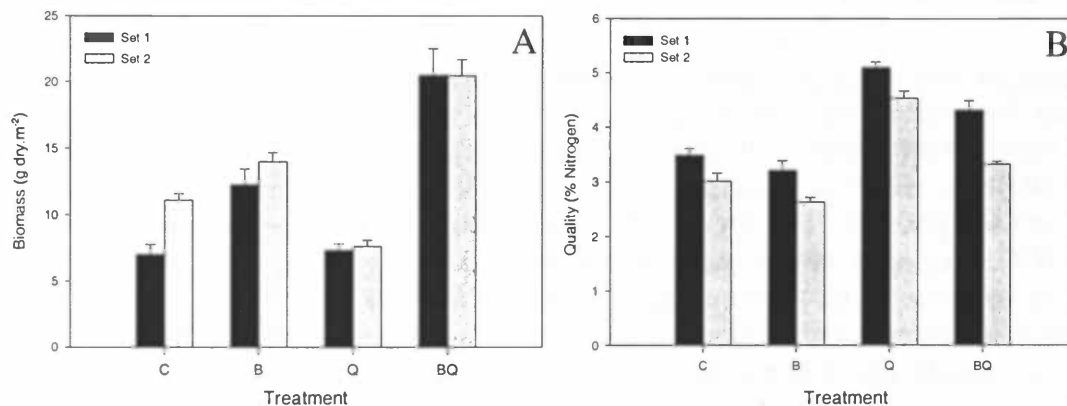 A
Set 1
Set 2
Biomass (g dry.m⁻²)
25
20
15
10
5
0
C B Q BQ
Treatment
B
Set 1
Set 2
Quality (% Nitrogen)
6
5
4
3
2
1
0
C B Q BQ
Treatment